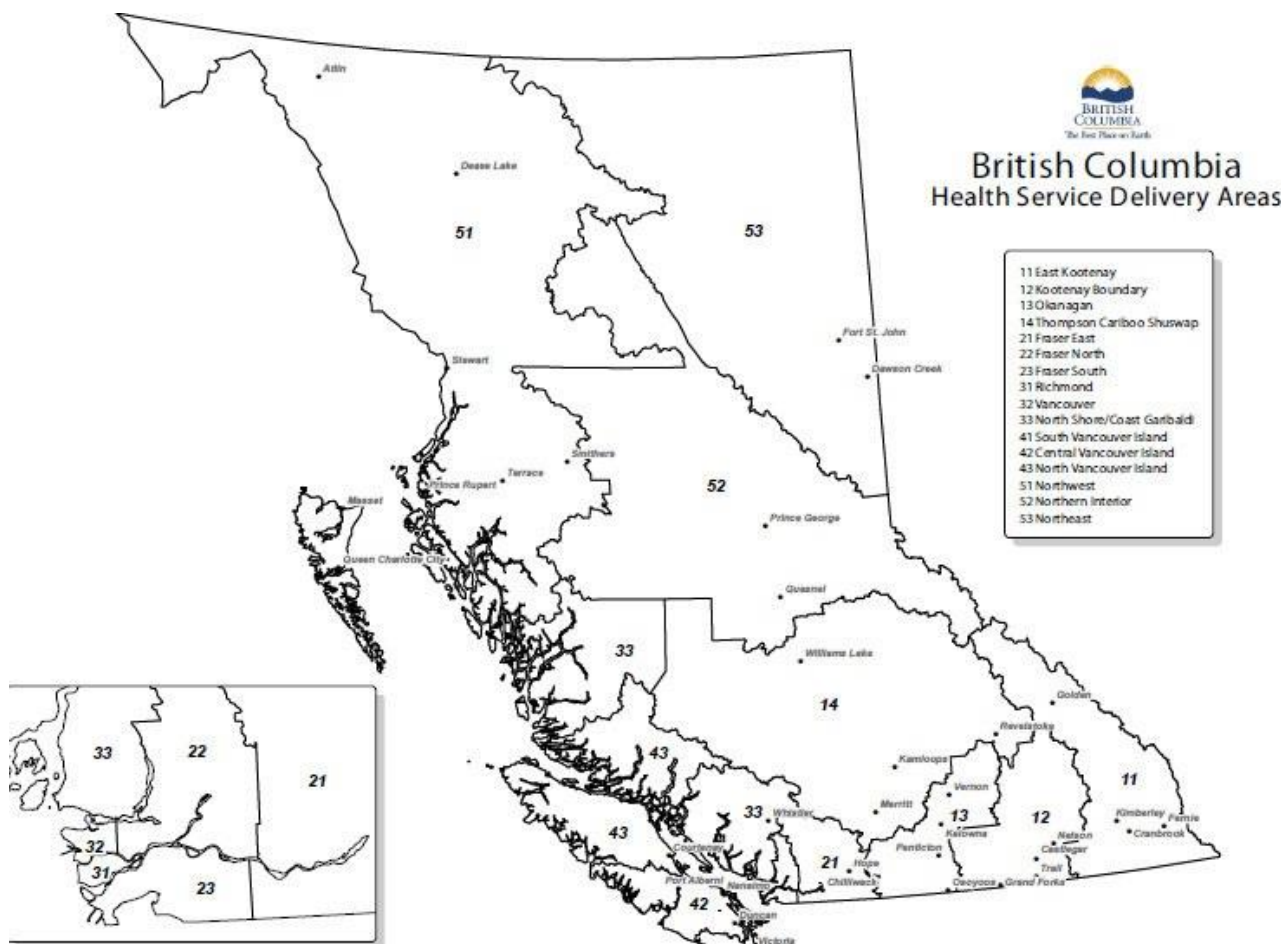 BRITISH
COLUMBIA
The Best Place on Earth
British Columbia
Health Service Delivery Areas
11 East Kootenay
12 Kootenay Boundary
13 Okanagan
14 Thompson Cariboo Shuswap
21 Fraser East
22 Fraser North
23 Fraser South
31 Richmond
32 Vancouver
33 North Shore/Coast Garibaldi
41 South Vancouver Island
42 Central Vancouver Island
43 North Vancouver Island
51 Northwest
52 Northern Interior
53 Northeast
Atlin
Dease Lake
51
53
Fort St. John
Stewart
Dawson Creek
Smithers
Terrace
Prince Rupert
52
Masset
Prince George
Queen Charlotte City
Quesnel
33
Williams Lake
14
Golden
Revelstoke
43
Kamloops
11
Vernon
Merritt
33
Whistler
13
12
Kimberley
Fernie
Cranbrook
43
Kelowna
Nelson
Courtenay
Penticton
Castlegar
21
Hope
Trail
Port Alberni
Nanaimo
Chilliwack
Osoyoos
Grand Forks
42
Duncan
Victoria
33
22
21
32
31
23